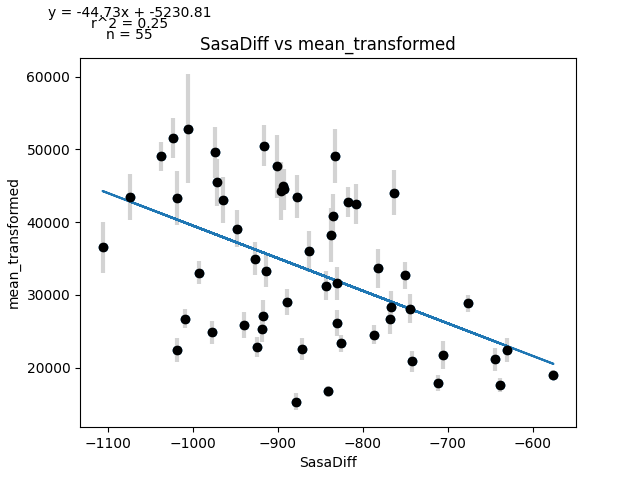 y = -44.73x + -5230.81
r^2 = 0.25
n = 55
SasaDiff vs mean_transformed
60000
50000
40000
30000
20000
mean_transformed
−1100 −1000 −900 −800 −700 −600
SasaDiff